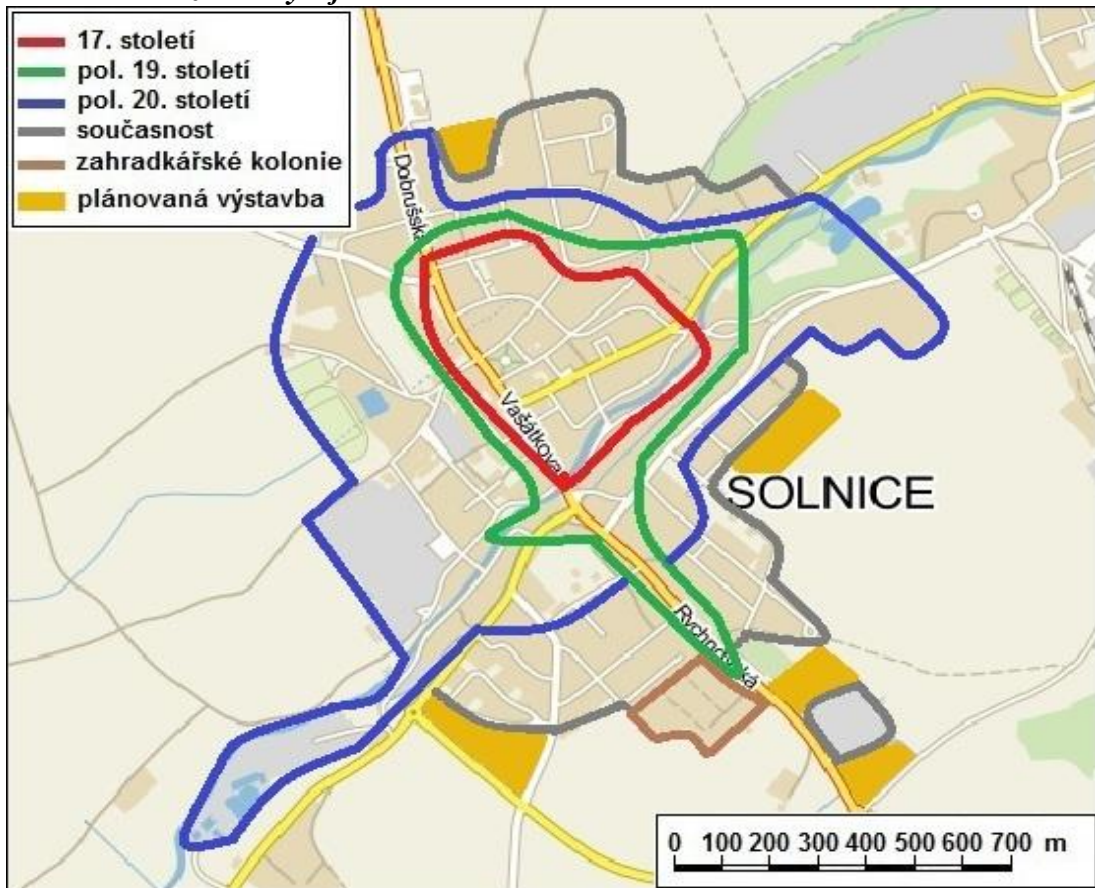 17. století
pol. 19. století
pol. 20. století
současnost
zahradkářské kolonie
plánovaná výstavba
Dobrušská
Vašátkova
SOLNICE
0 100 200 300 400 500 600 700 m